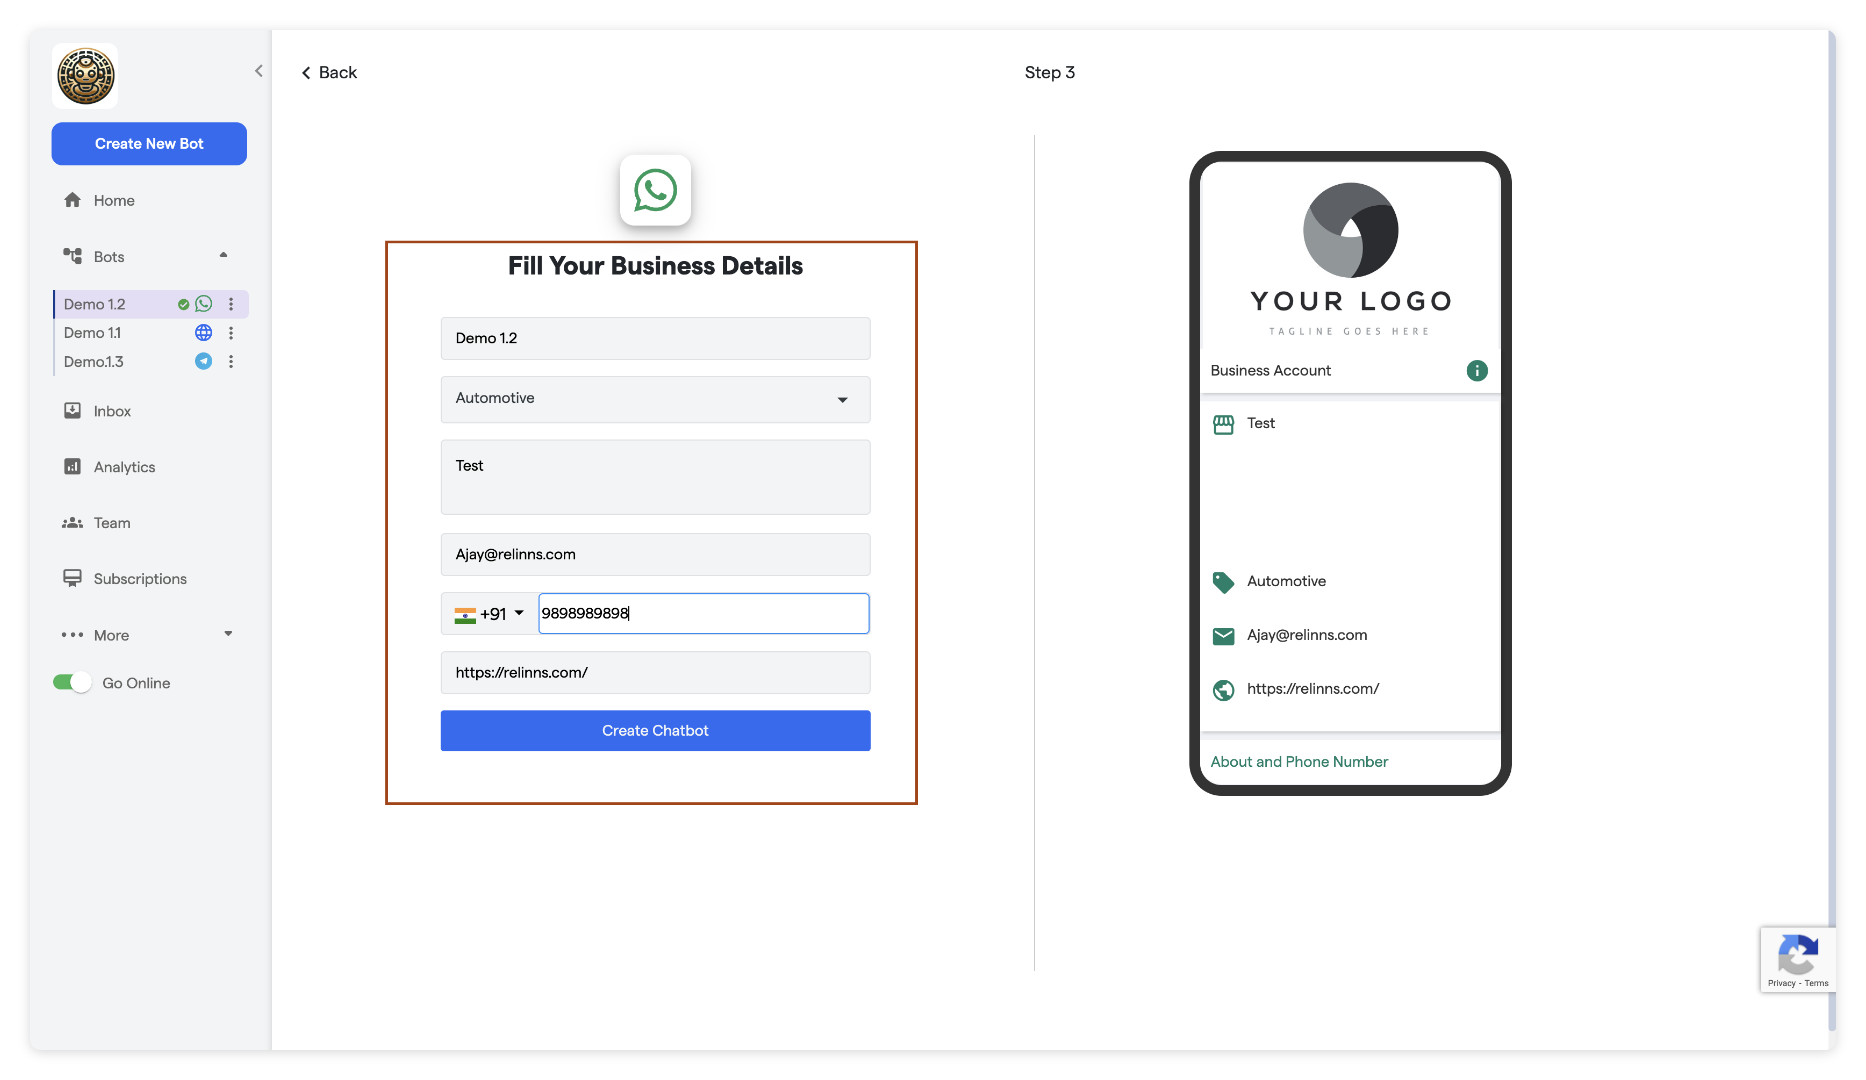 Create New Bot
Home
Bots
Demo 1.2
Demo 1.1
Demo.1.3
Inbox
Analytics
Team
Subscriptions
More
Go Online
Back
Step 3
Fill Your Business Details
Demo 1.2
Automotive
Test
Ajay@relinns.com
+91 9898989898
https://relinns.com/
Create Chatbot
YOUR LOGO
TAGLINE GOES HERE
Business Account
Test
Automotive
Ajay@relinns.com
https://relinns.com/
About and Phone Number
Privacy - Terms